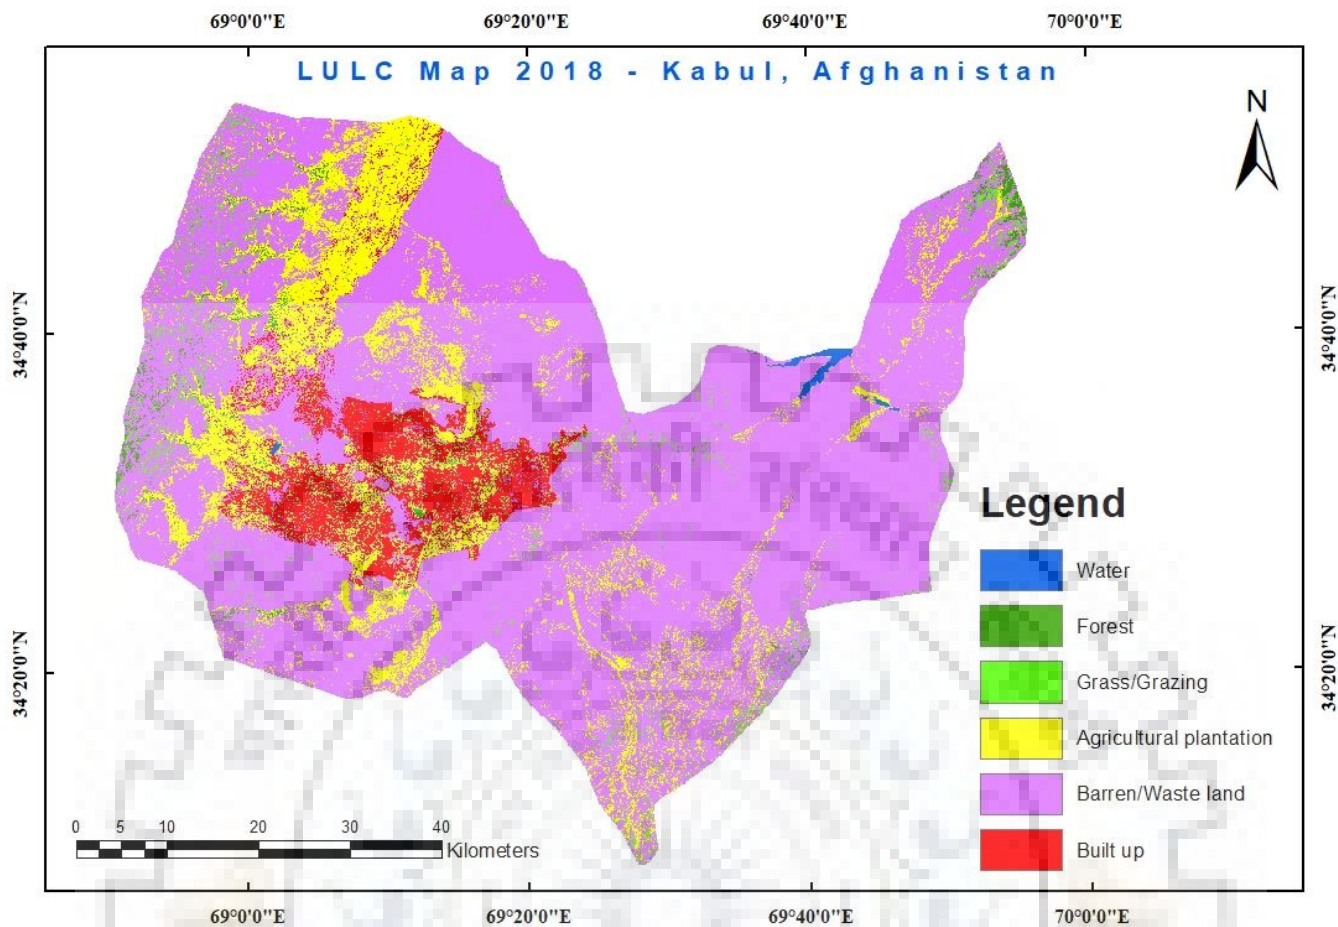 69°0'0"E 69°20'0"E 69°40'0"E 70°0'0"E
LULC Map 2018 - Kabul, Afghanistan
N
34°40'0"N
34°40'0"N
34°20'0"N
34°20'0"N
Legend
Water
Forest
Grass/Grazing
Agricultural plantation
Barren/Waste land
Built up
0 5 10 20 30 40
Kilometers
69°0'0"E 69°20'0"E 69°40'0"E 70°0'0"E